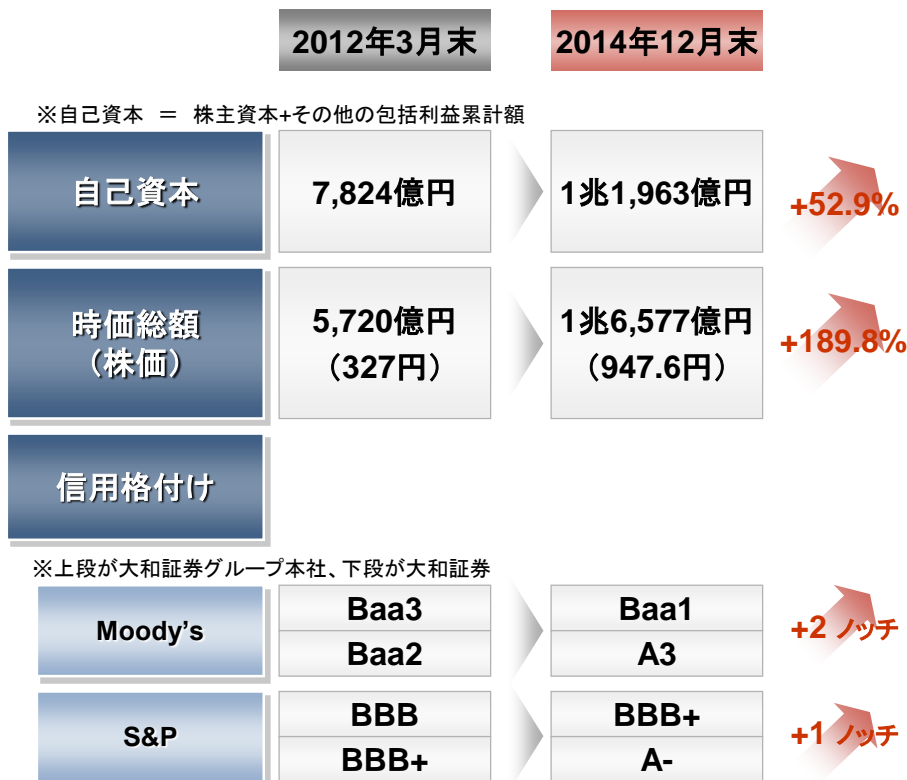 2012年3月末 2014年12月末
※自己資本 ＝ 株主資本+その他の包括利益累計額
自己資本 7,824億円 1兆1,963億円 +52.9%
時価総額 5,720億円 1兆6,577億円 +189.8%
（株価） （327円） （947.6円）
信用格付け
※上段が大和証券グループ本社、下段が大和証券
Moody's Baa3 Baa1 +2 ノッチ
Baa2 A3
S&P BBB BBB+ +1 ノッチ
BBB+ A-